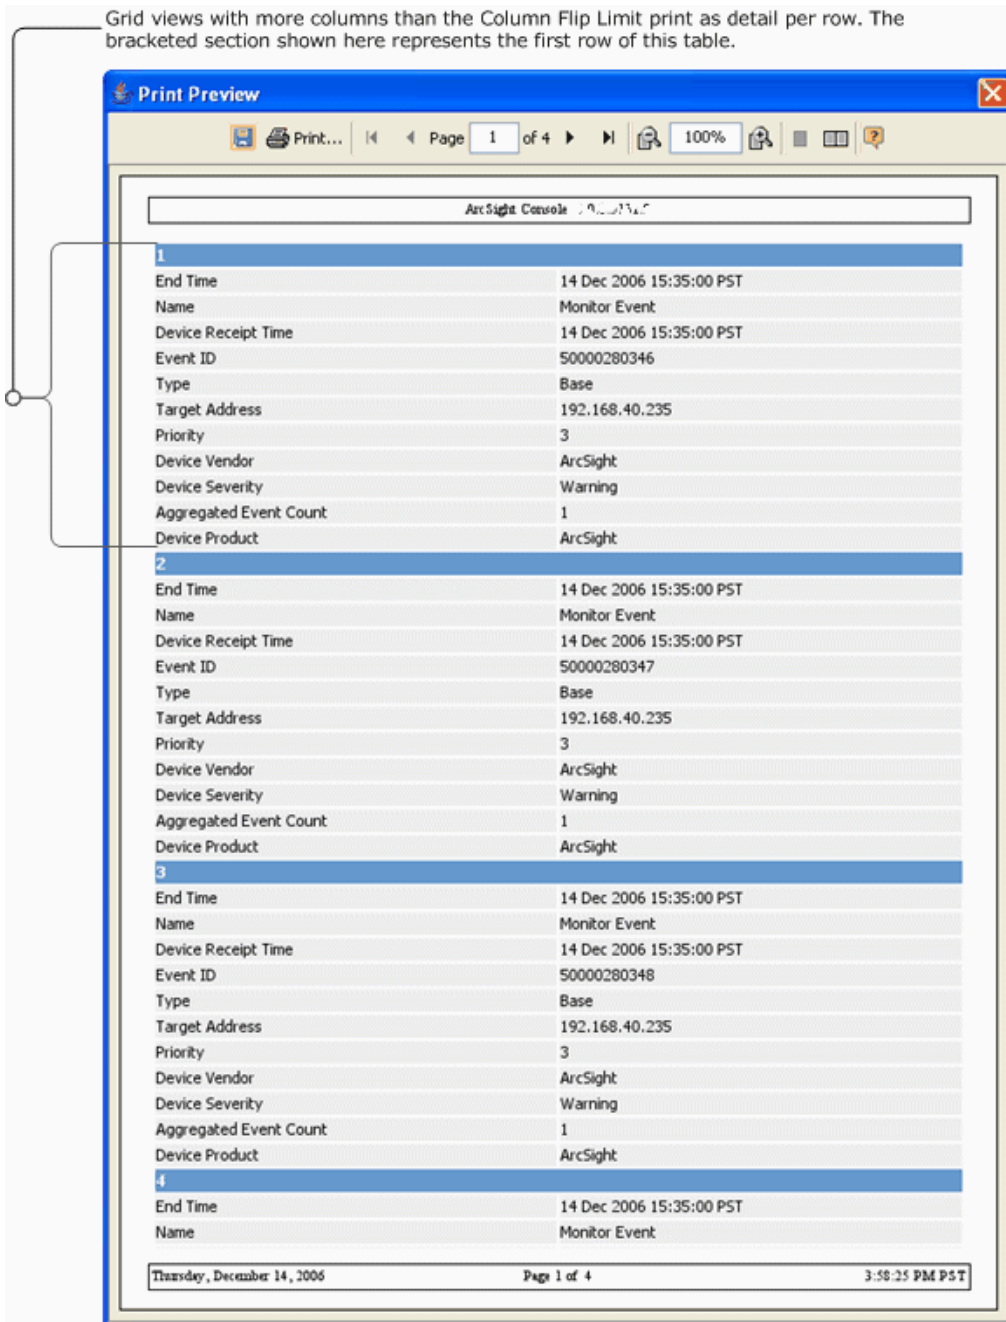 Grid views with more columns than the Column Flip Limit print as detail per row. The
bracketed section shown here represents the first row of this table.
Print Preview
Print... Page 1 of 4 100% ?
ArcSight Console
1
End Time 14 Dec 2006 15:35:00 PST
Name Monitor Event
Device Receipt Time 14 Dec 2006 15:35:00 PST
Event ID 50000280346
Type Base
Target Address 192.168.40.235
Priority 3
Device Vendor ArcSight
Device Severity Warning
Aggregated Event Count 1
Device Product ArcSight
2
End Time 14 Dec 2006 15:35:00 PST
Name Monitor Event
Device Receipt Time 14 Dec 2006 15:35:00 PST
Event ID 50000280347
Type Base
Target Address 192.168.40.235
Priority 3
Device Vendor ArcSight
Device Severity Warning
Aggregated Event Count 1
Device Product ArcSight
3
End Time 14 Dec 2006 15:35:00 PST
Name Monitor Event
Device Receipt Time 14 Dec 2006 15:35:00 PST
Event ID 50000280348
Type Base
Target Address 192.168.40.235
Priority 3
Device Vendor ArcSight
Device Severity Warning
Aggregated Event Count 1
Device Product ArcSight
4
End Time 14 Dec 2006 15:35:00 PST
Name Monitor Event
Thursday, December 14, 2006 Page 1 of 4 3:58:25 PM PST